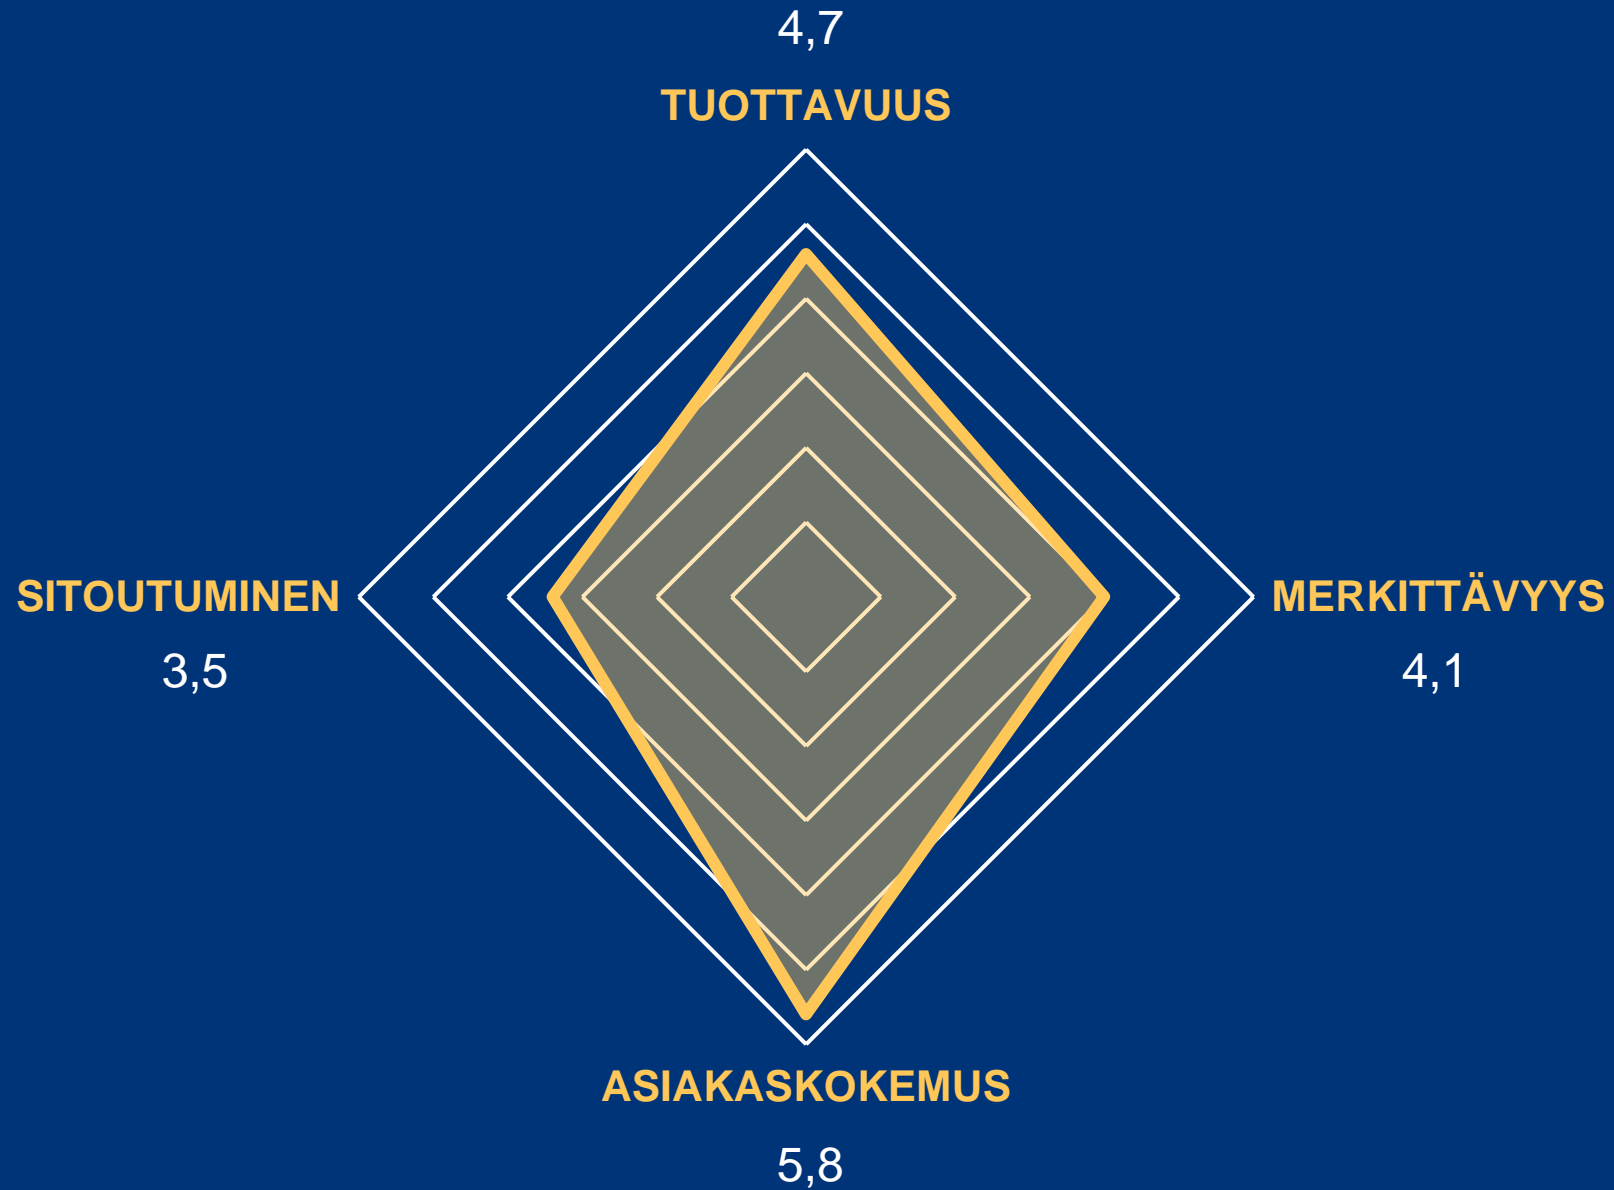 4,7
TUOTTAVUUS
SITOUTUMINEN
3,5
MERKITTÄVYYS
4,1
ASIAKASKOKEMUS
5,8